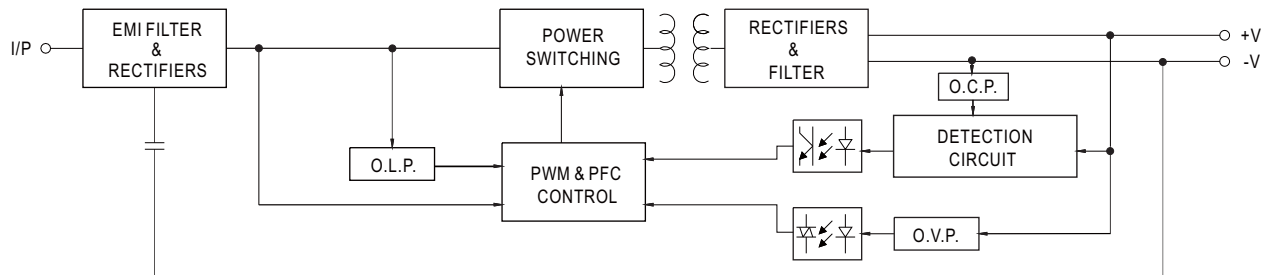 I/P
EMI FILTER
&
RECTIFIERS
POWER
SWITCHING
RECTIFIERS
&
FILTER
+V
-V
O.C.P.
DETECTION
CIRCUIT
O.L.P.
PWM & PFC
CONTROL
O.V.P.